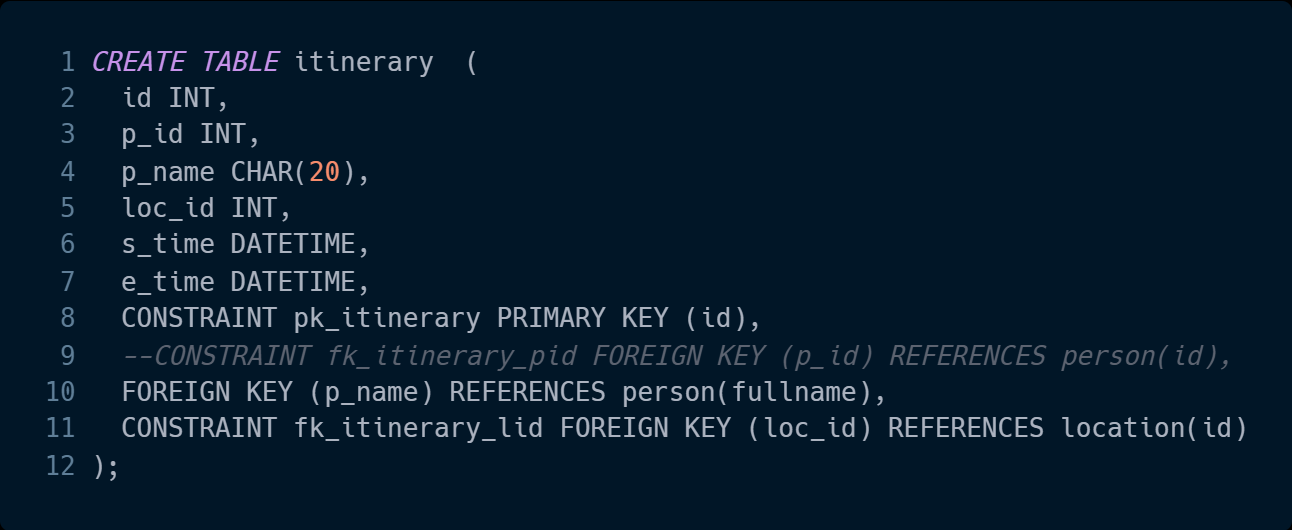 1 CREATE TABLE itinerary  (
2   id INT,
3   p_id INT,
4   p_name CHAR(20),
5   loc_id INT,
6   s_time DATETIME,
7   e_time DATETIME,
8   CONSTRAINT pk_itinerary PRIMARY KEY (id),
9   --CONSTRAINT fk_itinerary_pid FOREIGN KEY (p_id) REFERENCES person(id),
10   FOREIGN KEY (p_name) REFERENCES person(fullname),
11   CONSTRAINT fk_itinerary_lid FOREIGN KEY (loc_id) REFERENCES location(id)
12 );